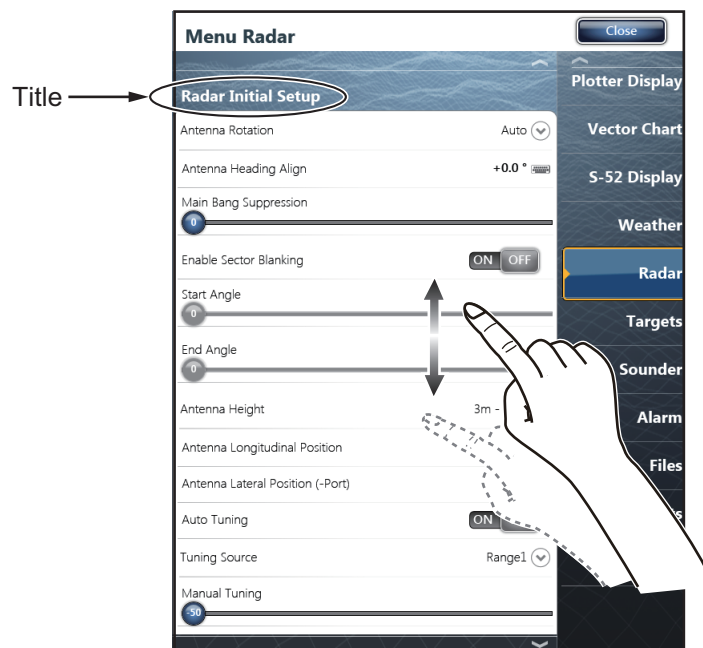 Menu Radar
Close
Title
Radar Initial Setup
Antenna Rotation Auto
Antenna Heading Align +0.0 °
Main Bang Suppression
0
Enable Sector Blanking ON OFF
Start Angle
0
End Angle
0
Antenna Height 3m -
Antenna Longitudinal Position
Antenna Lateral Position (-Port)
Auto Tuning ON
Tuning Source Range1
Manual Tuning
-50
Plotter Display
Vector Chart
S-52 Display
Weather
Radar
Targets
Sounder
Alarm
Files